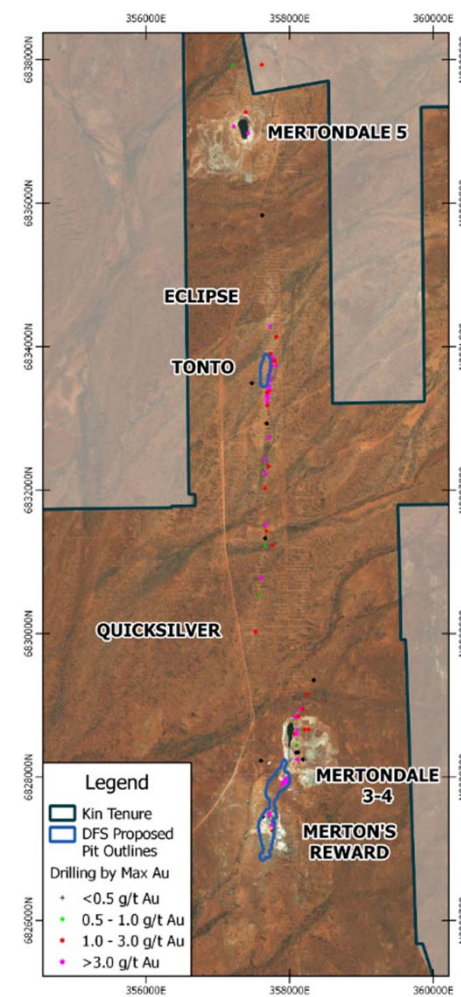 356000E 358000E 360000E
6838000N
MERTONDALE 5
6836000N
ECLIPSE
6834000N
TONTO
6832000N
QUICKSILVER
6830000N
6828000N
MERTONDALE
3-4
MERTON'S
REWARD
6826000N
Legend
Kin Tenure
DFS Proposed
Pit Outlines
Drilling by Max Au
<0.5 g/t Au
0.5 - 1.0 g/t Au
1.0 - 3.0 g/t Au
>3.0 g/t Au
356000E 358000E 360000E